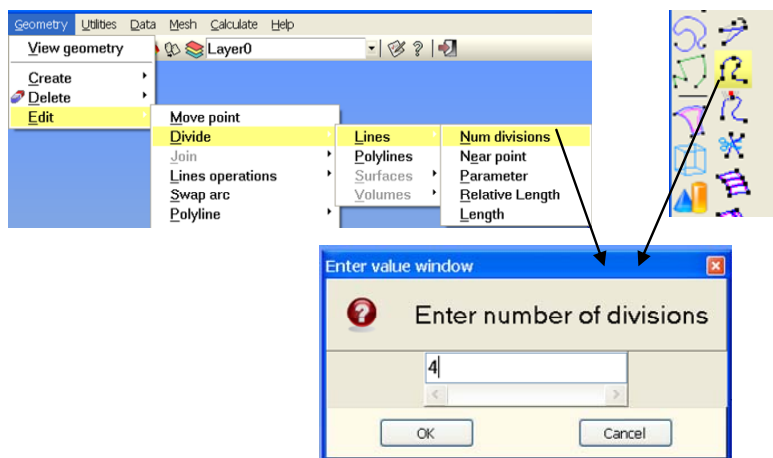 Geometry Utilities Data Mesh Calculate Help
View geometry
Layer0
?
Create
Delete
Edit
Move point
Divide
Lines
Num divisions
Join
Polylines
Near point
Lines operations
Surfaces
Parameter
Swap arc
Volumes
Relative Length
Polyline
Length
Enter value window
Enter number of divisions
4
OK
Cancel